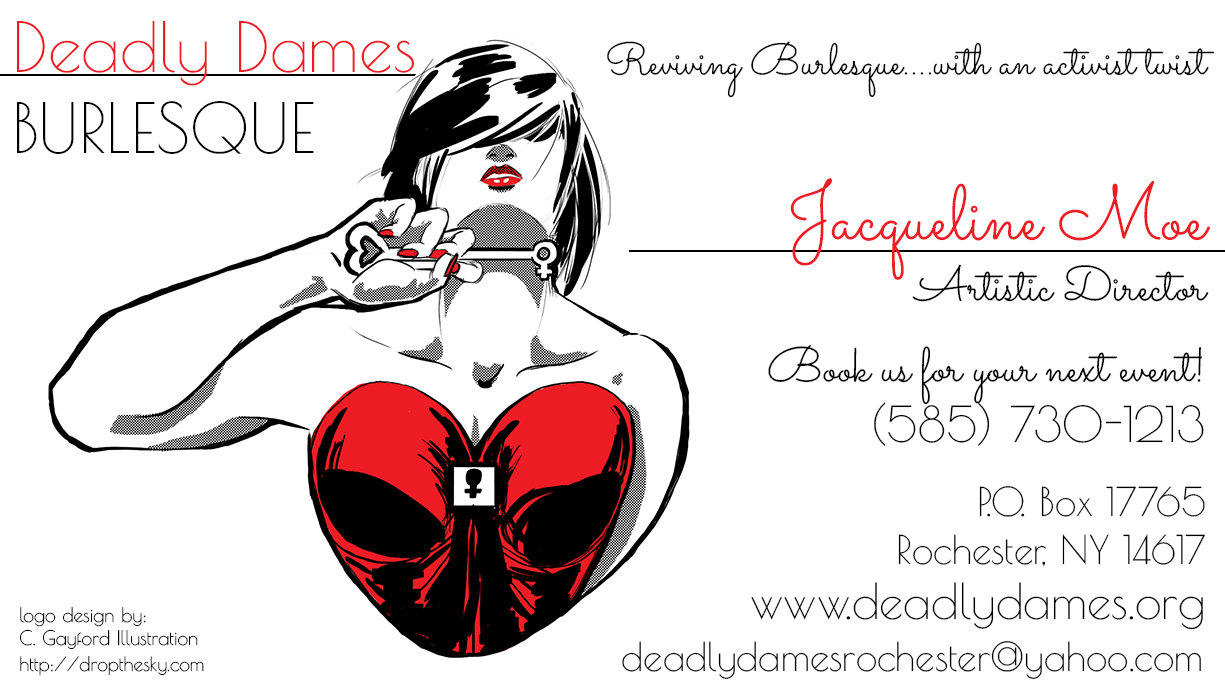 Deadly Dames
BURLESQUE
Reviving Burlesque....with an activist twist
Jacqueline Moe
Artistic Director
Book us for your next event!
(585) 730-1213
P.O. Box 17765
Rochester, NY 14617
www.deadlydames.org
deadlydamesrochester@yahoo.com
logo design by:
C. Gayford Illustration
http://dropthesky.com